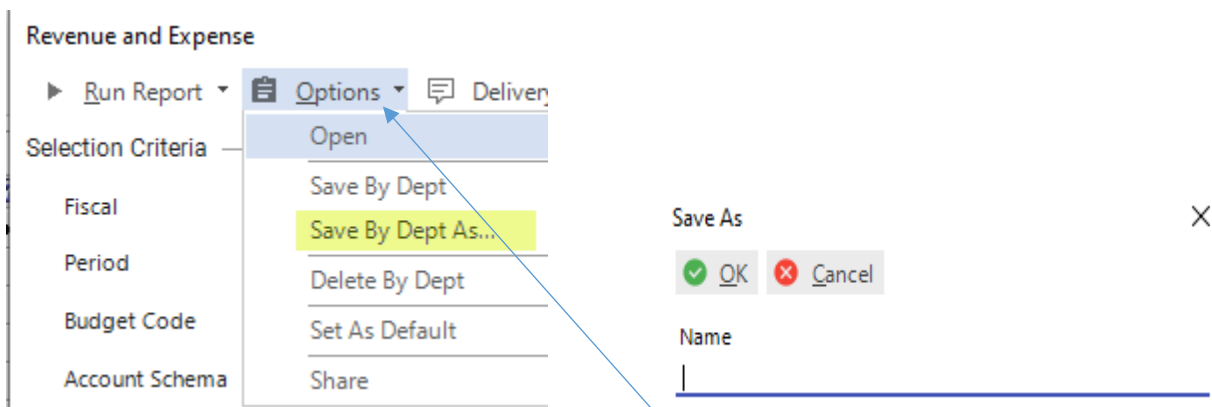 Revenue and Expense
Run Report Options
Selection Criteria
Open
Save By Dept
Save By Dept As...
Delete By Dept
Set As Default
Share
Fiscal
Period
Budget Code
Account Schema
Save As
OK Cancel
Name